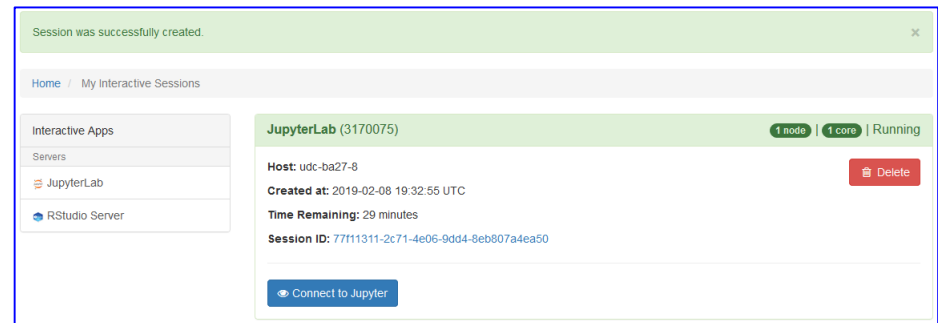 Session was successfully created. ×
Home / My Interactive Sessions
Interactive Apps
Servers
JupyterLab
RStudio Server
JupyterLab (3170075) 1 node | 1 core | Running
Host: udc-ba27-8
Delete
Created at: 2019-02-08 19:32:55 UTC
Time Remaining: 29 minutes
Session ID: 77f11311-2c71-4e06-9dd4-8eb807a4ea50
Connect to Jupyter